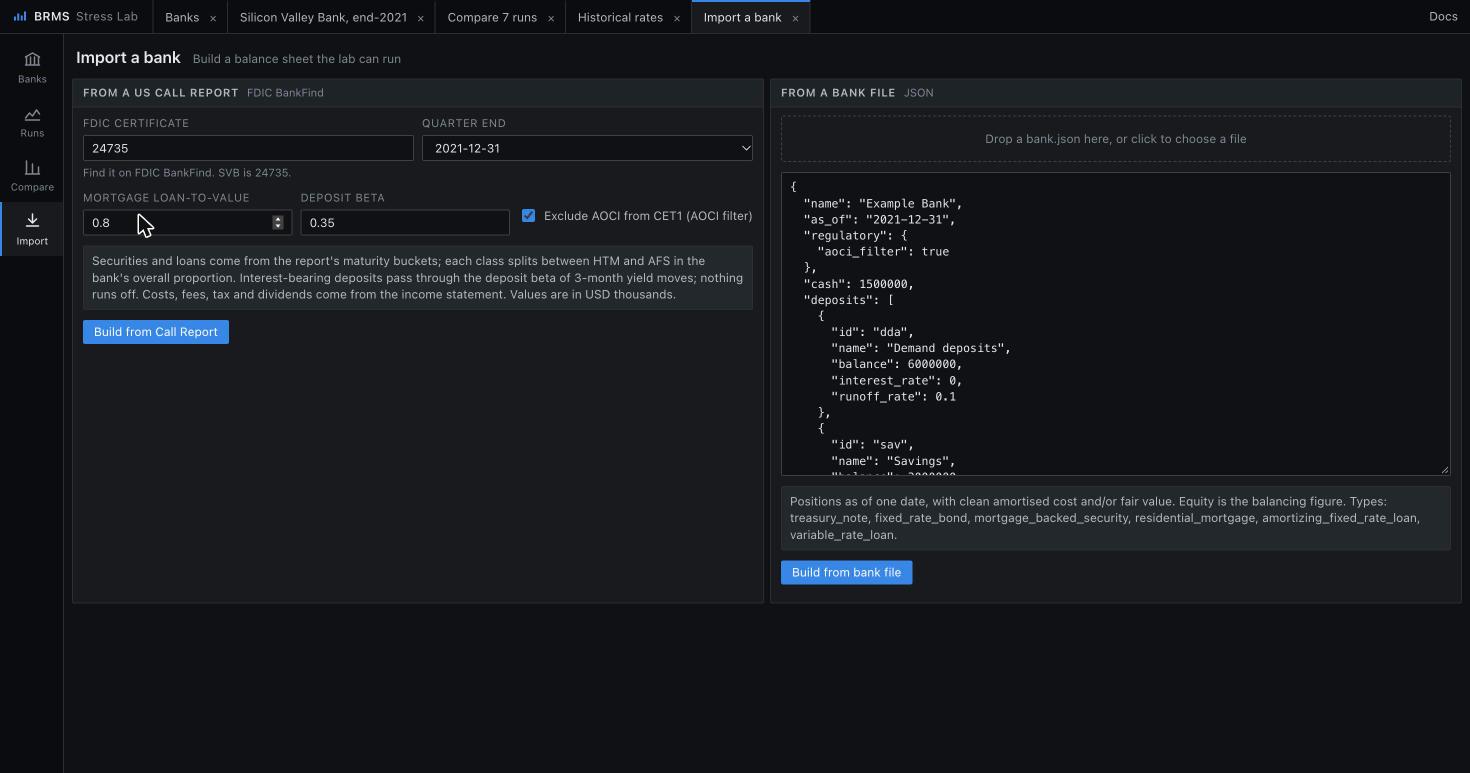 BRMS Stress Lab
Banks ×
Silicon Valley Bank, end-2021 ×
Compare 7 runs ×
Historical rates ×
Import a bank ×
Docs
Banks
Runs
Compare
Import
Import a bank Build a balance sheet the lab can run
FROM A US CALL REPORT FDIC BankFind
FDIC CERTIFICATE
24735
QUARTER END
2021-12-31
Find it on FDIC BankFind. SVB is 24735.
MORTGAGE LOAN-TO-VALUE
0.8
DEPOSIT BETA
0.35
Exclude AOCI from CET1 (AOCI filter)
Securities and loans come from the report's maturity buckets; each class splits between HTM and AFS in the
bank's overall proportion. Interest-bearing deposits pass through the deposit beta of 3-month yield moves; nothing
runs off. Costs, fees, tax and dividends come from the income statement. Values are in USD thousands.
Build from Call Report
FROM A BANK FILE JSON
Drop a bank.json here, or click to choose a file
{
"name": "Example Bank",
"as_of": "2021-12-31",
"regulatory": {
"aoci_filter": true
},
"cash": 1500000,
"deposits": [
{
"id": "dda",
"name": "Demand deposits",
"balance": 6000000,
"interest_rate": 0,
"runoff_rate": 0.1
},
{
"id": "sav",
"name": "Savings",
Positions as of one date, with clean amortised cost and/or fair value. Equity is the balancing figure. Types:
treasury_note, fixed_rate_bond, mortgage_backed_security, residential_mortgage, amortizing_fixed_rate_loan,
variable_rate_loan.
Build from bank file